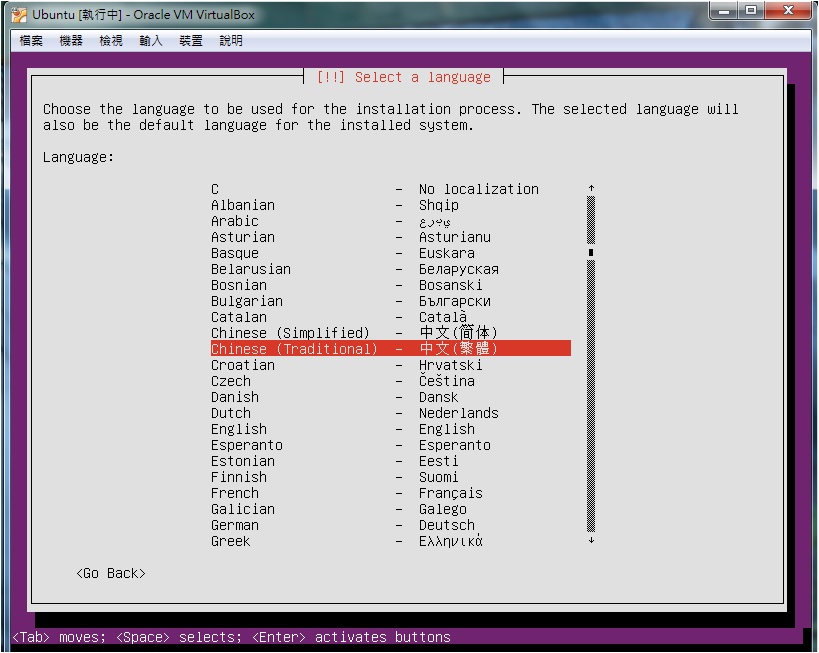 Ubuntu [執行中] - Oracle VM VirtualBox
檔案 機器 檢視 輸入 裝置 說明
[!!] Select a language
Choose the language to be used for the installation process. The selected language will
also be the default language for the installed system.
Language:
C - No localization
Albanian - Shqip
Arabic - عربي
Asturian - Asturianu
Basque - Euskara
Belarusian - Беларуская
Bosnian - Bosanski
Bulgarian - Български
Catalan - Català
Chinese (Simplified) - 中文(简体)
Chinese (Traditional) - 中文(繁體)
Croatian - Hrvatski
Czech - Čeština
Danish - Dansk
Dutch - Nederlands
English - English
Esperanto - Esperanto
Estonian - Eesti
Finnish - Suomi
French - Français
Galician - Galego
German - Deutsch
Greek - Ελληνικά
<Go Back>
<Tab> moves; <Space> selects; <Enter> activates buttons